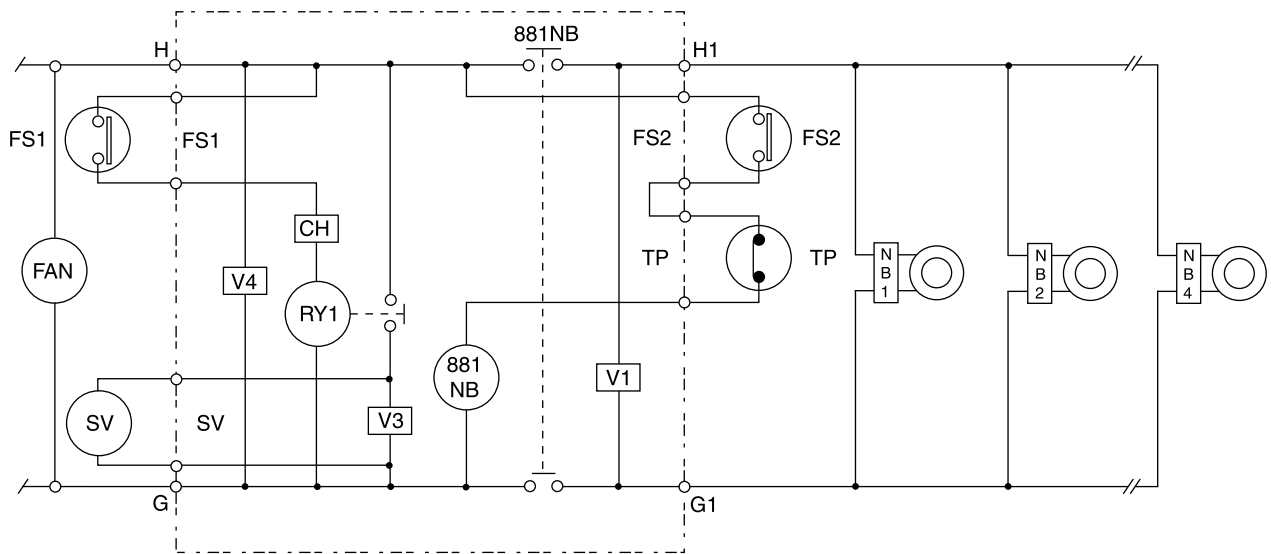 881NB
H
H1
FS1
FS1
FS2
FS2
CH
TP
TP
FAN
V4
RY1
N
B
1
N
B
2
N
B
4
881
NB
V1
SV
SV
V3
G
G1